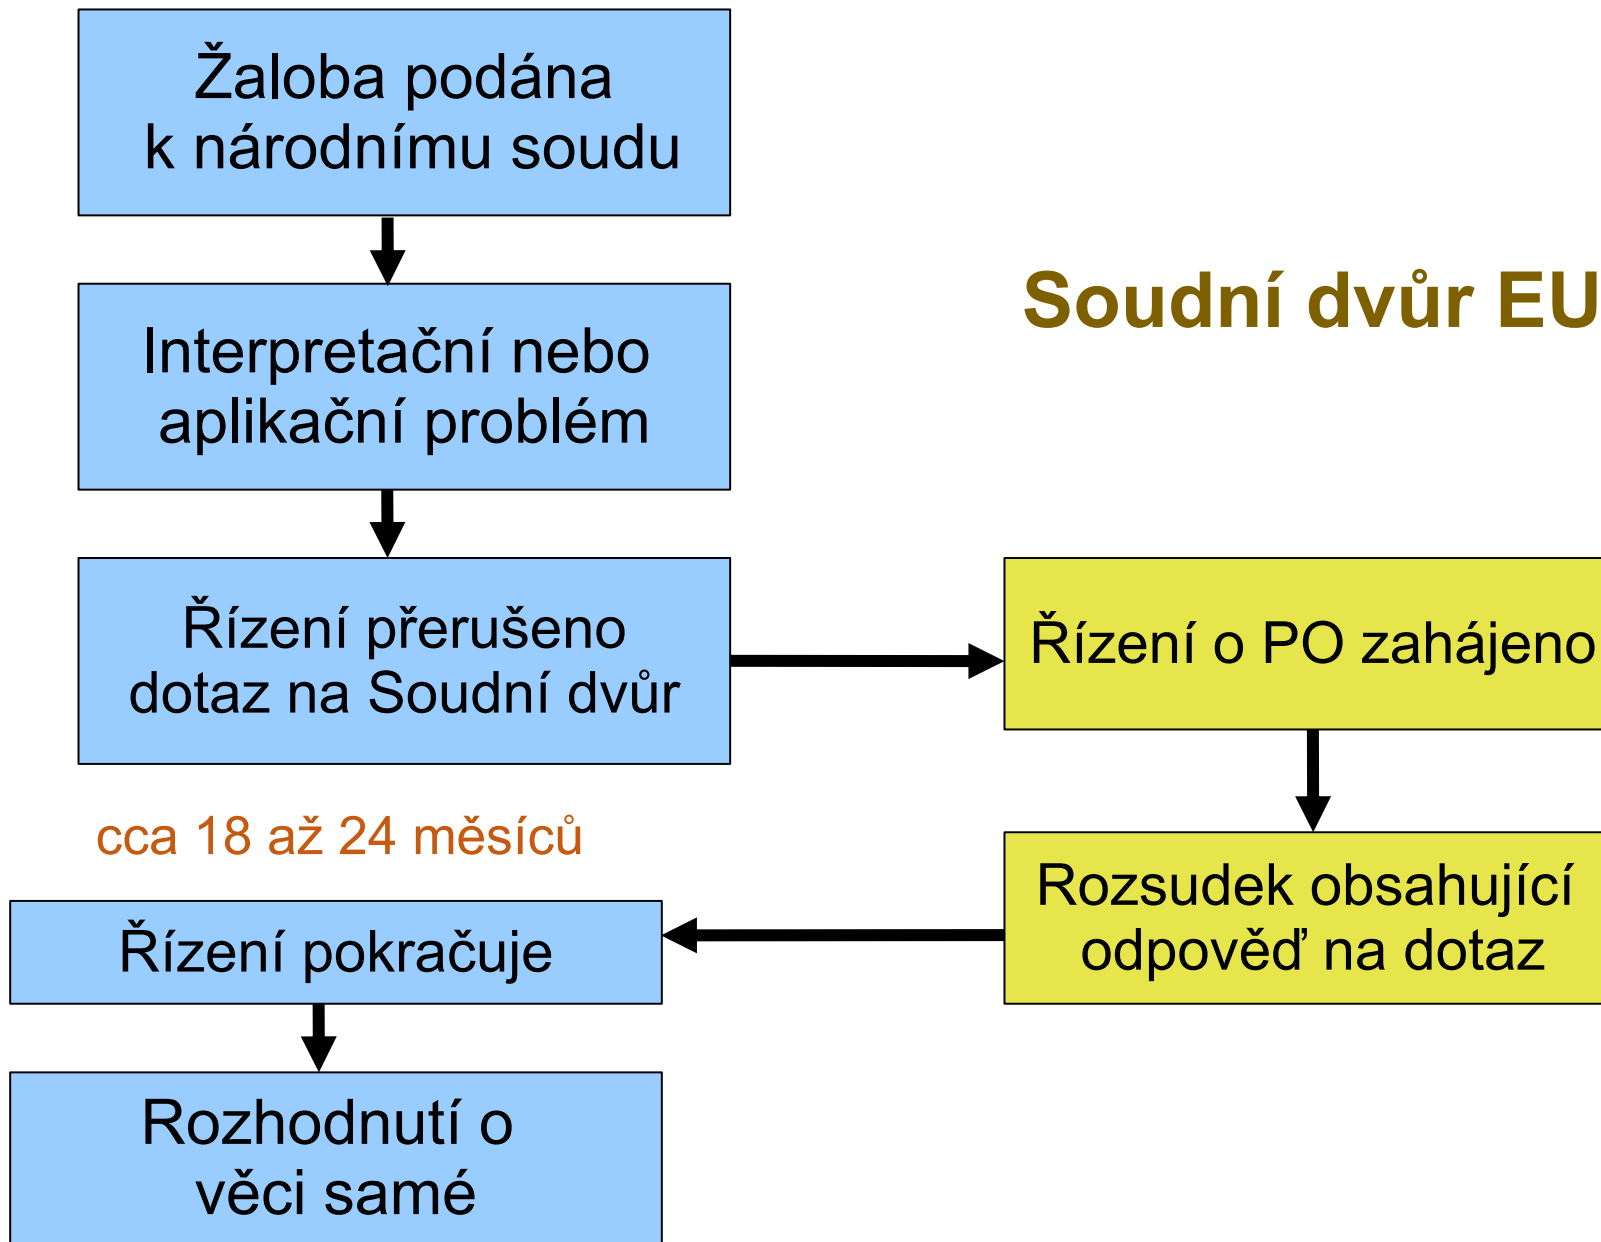 Žaloba podána
k národnímu soudu
Soudní dvůr EU
Interpretační nebo
aplikační problém
Řízení přerušeno
dotaz na Soudní dvůr
Řízení o PO zahájeno
cca 18 až 24 měsíců
Rozsudek obsahující
odpověď na dotaz
Řízení pokračuje
Rozhodnutí o
věci samé